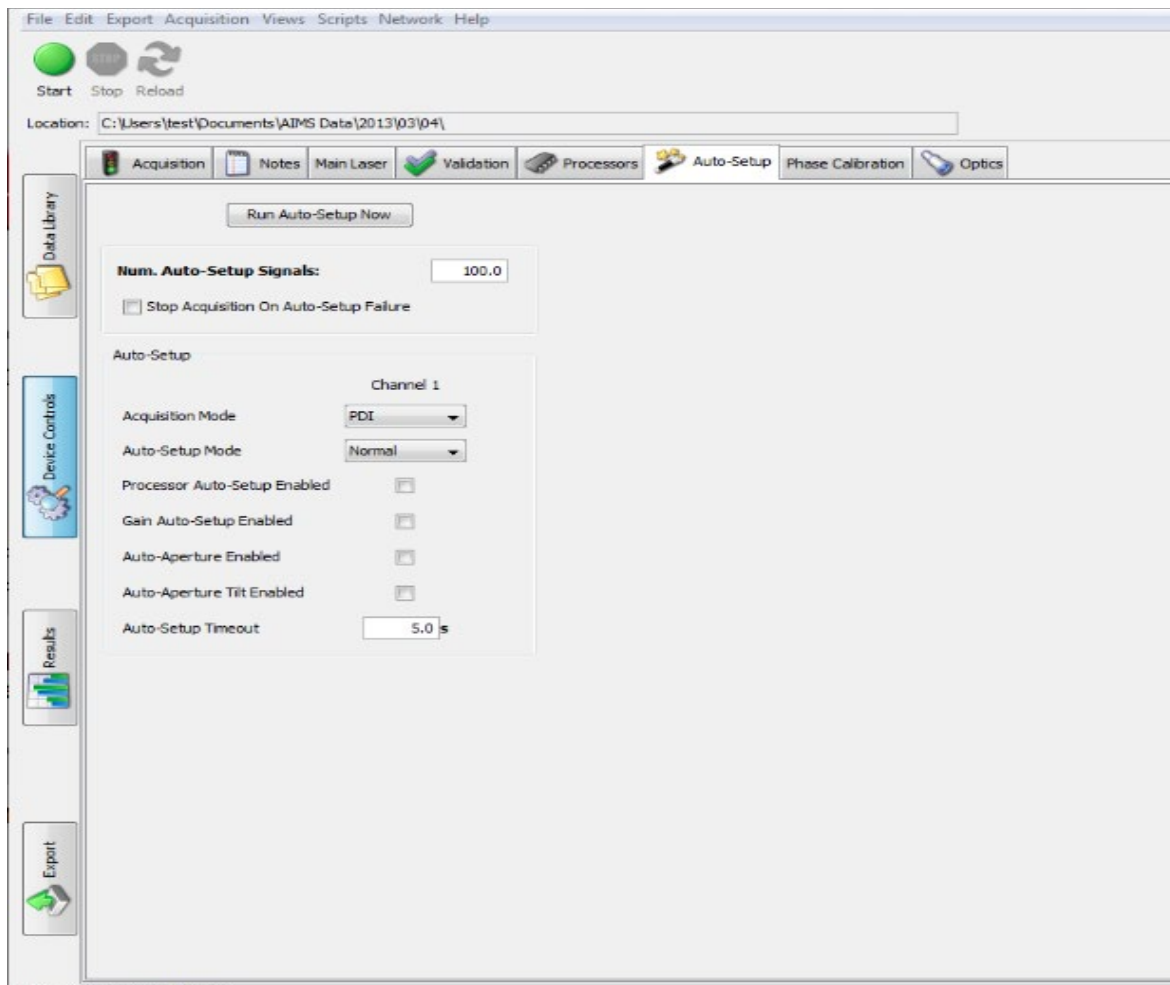 File Edit Export Acquisition Views Scripts Network Help
STOP
Start Stop Reload
Location: C:\Users\test\Documents\AIMS Data\2013\03\04\
Acquisition Notes Main Laser Validation Processors Auto-Setup Phase Calibration Optics
Data Library
Device Controls
Results
Export
Run Auto-Setup Now
Num. Auto-Setup Signals: 100.0
Stop Acquisition On Auto-Setup Failure
Auto-Setup
Channel 1
Acquisition Mode PDI
Auto-Setup Mode Normal
Processor Auto-Setup Enabled
Gain Auto-Setup Enabled
Auto-Aperture Enabled
Auto-Aperture Tilt Enabled
Auto-Setup Timeout 5.0 s